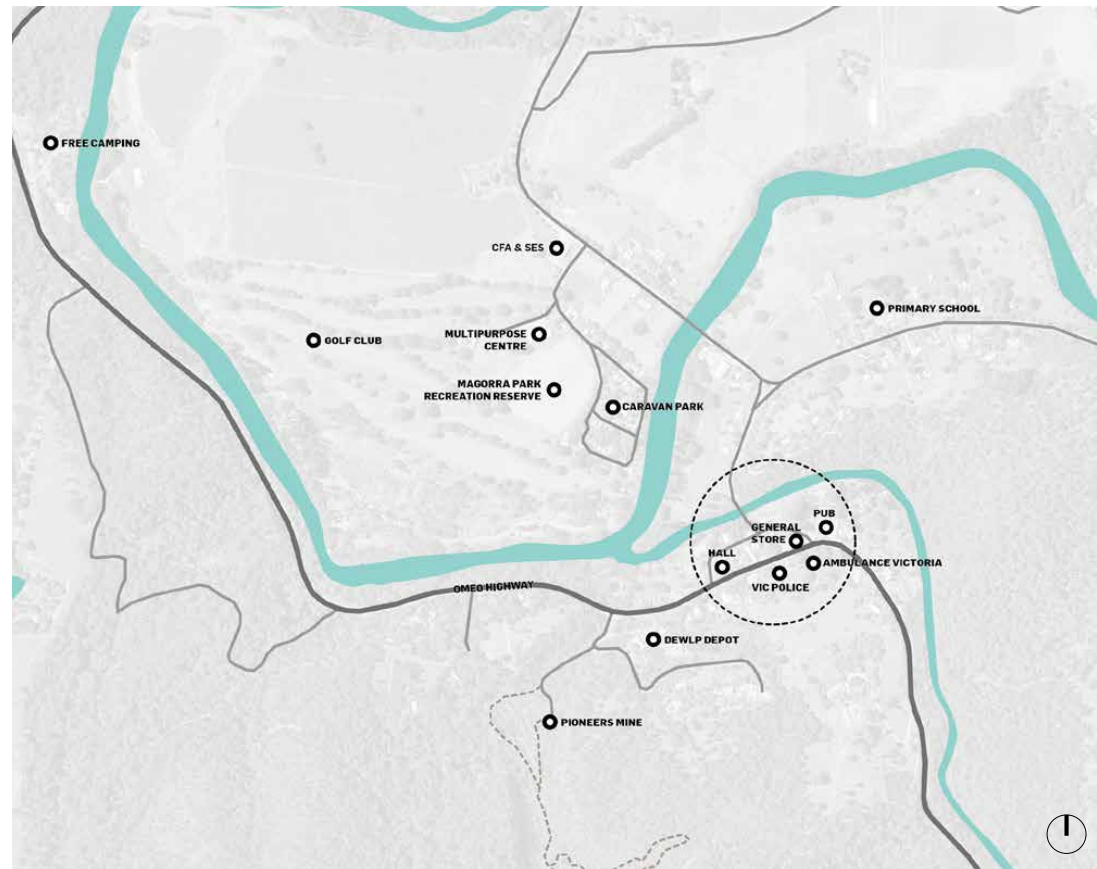 FREE CAMPING
CFA & SES
PRIMARY SCHOOL
GOLF CLUB
MULTIPURPOSE
CENTRE
MAGORRA PARK
RECREATION RESERVE
CARAVAN PARK
PUB
GENERAL
STORE
HALL
AMBULANCE VICTORIA
VIC POLICE
OMEO HIGHWAY
DEWLP DEPOT
PIONEERS MINE